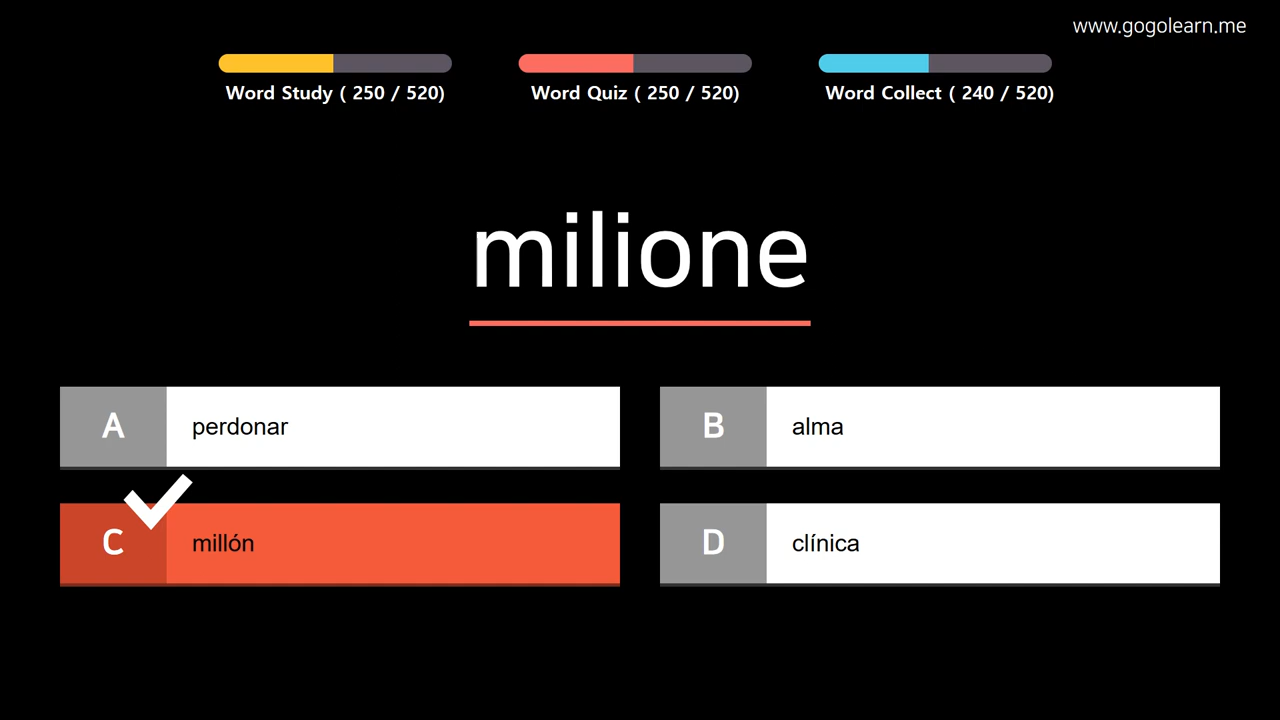 www.gogolearn.me
Word Study ( 250 / 520)
Word Quiz ( 250 / 520)
Word Collect ( 240 / 520)
milione
A perdonar
B alma
C millón
D clínica